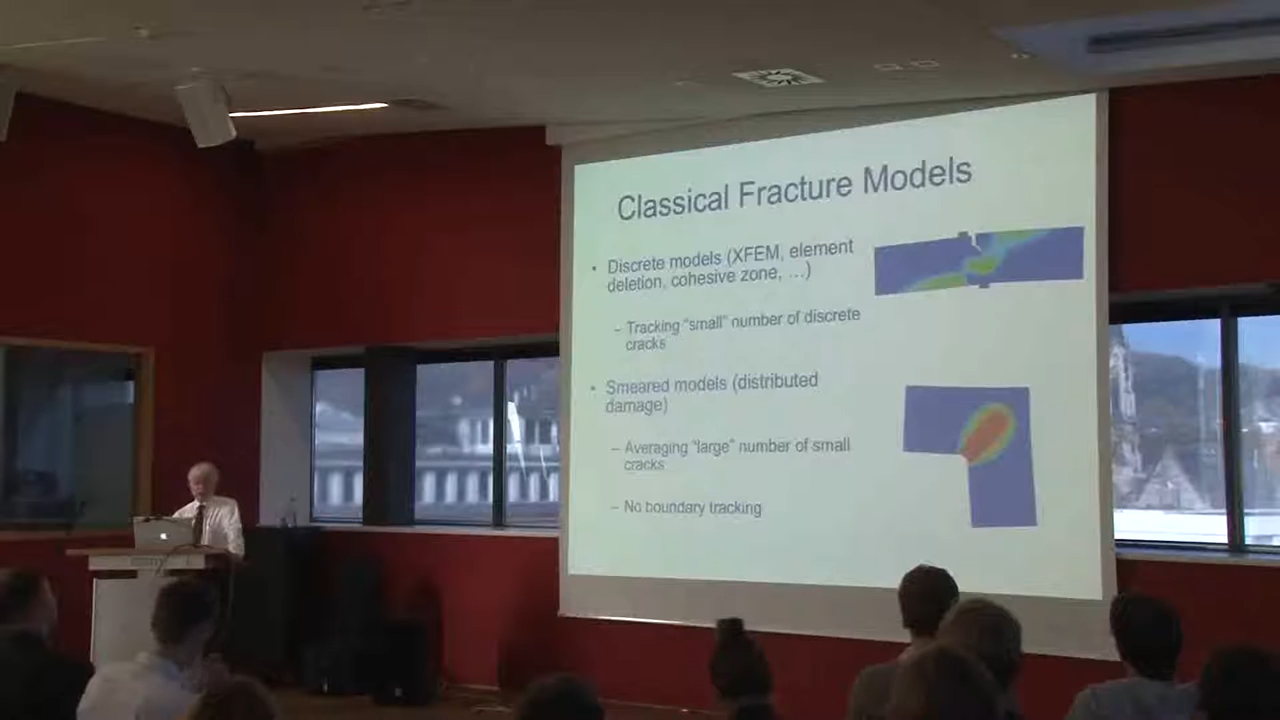 Classical Fracture Models
• Discrete models (XFEM, element
deletion, cohesive zone, …)
– Tracking “small” number of discrete
cracks
• Smeared models (distributed
damage)
– Averaging “large” number of small
cracks
– No boundary tracking